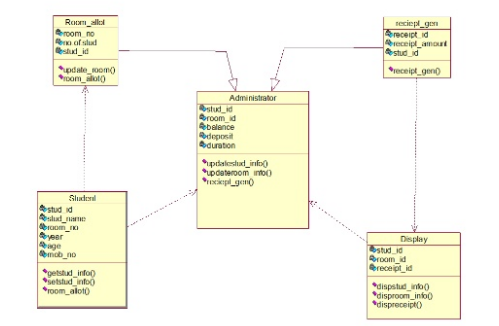 Room_allot
room_no
no of stud
stud_id
update_room()
room_allot()
reciept_gen
receipt_id
receipt_amount
stud_id
receipt_gen()
Administrator
stud_id
room_id
balance
deposit
duration
updatestud_info()
updateroom_info()
reciept_gen()
Student
stud_id
stud_name
room_no
year
age
mob_no
getstud_info()
setstud_info()
room_allot()
Display
stud_id
room_id
receipt_id
dispstud_info()
disproom_info()
dispreceipt()